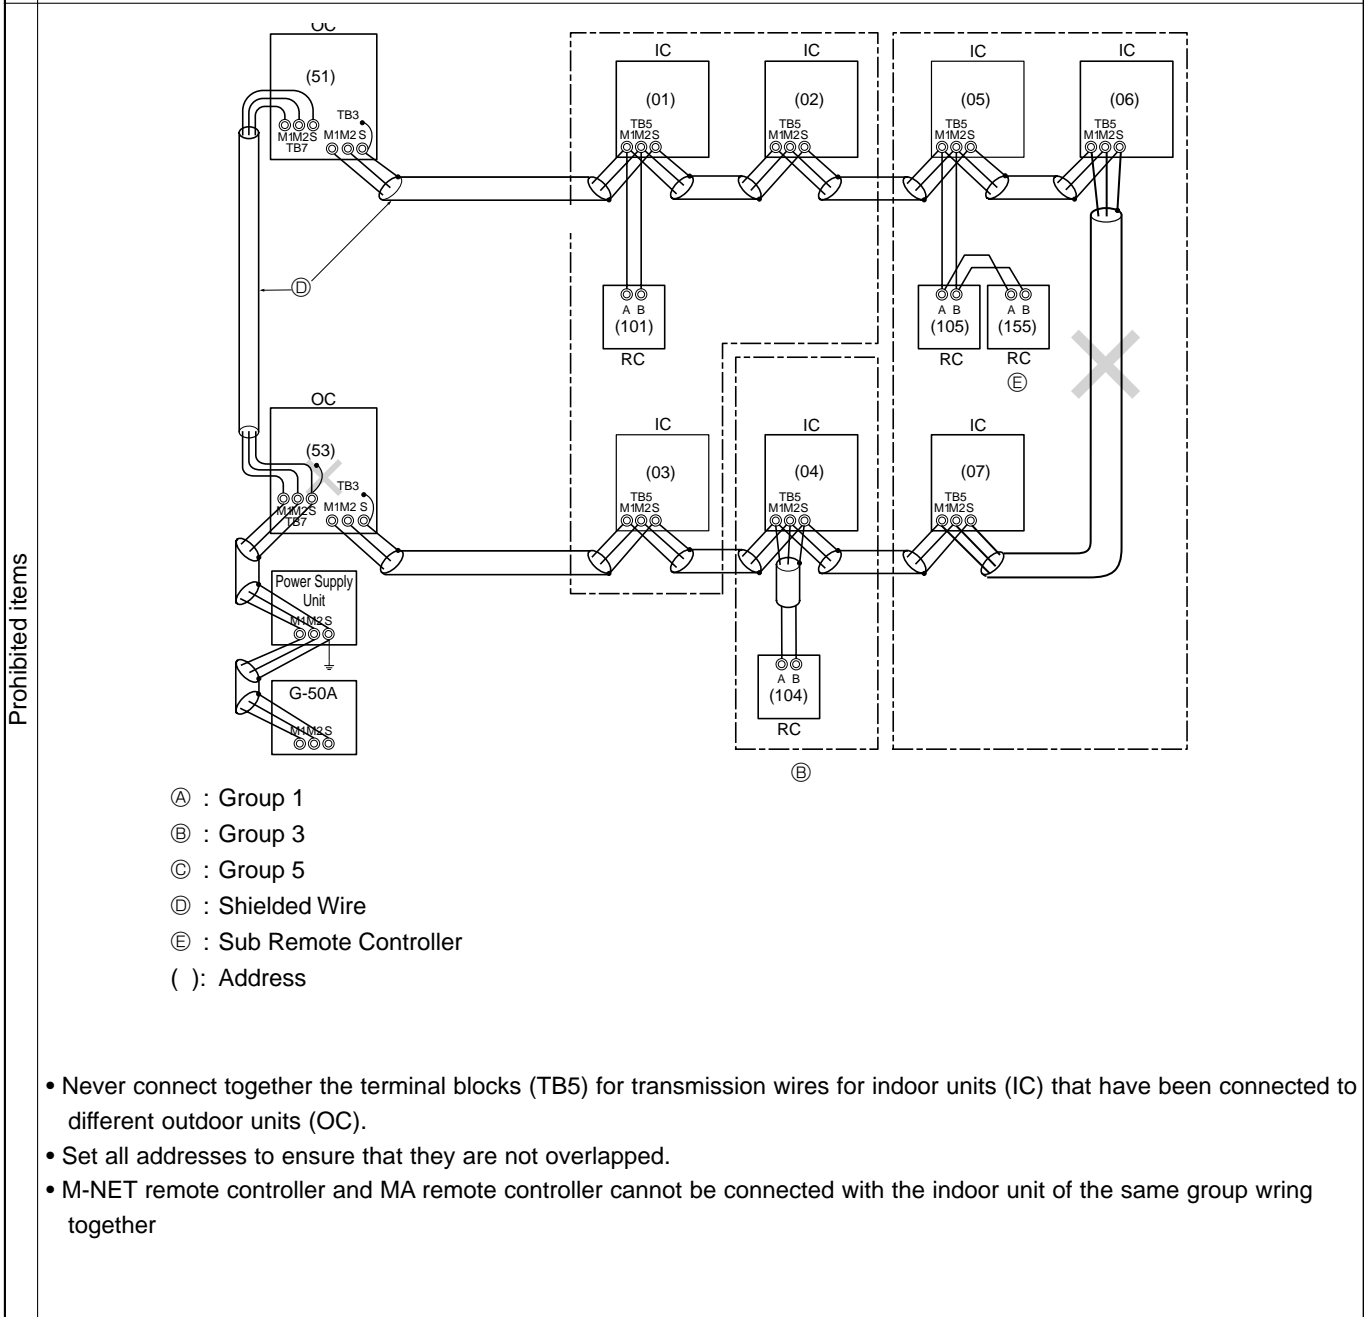 OC
IC
IC
IC
IC
(51)
(01)
(02)
(05)
(06)
TB3
M1M2S
M1M2 S
TB7
TB5
M1M2S
TB5
M1M2S
TB5
M1M2S
TB5
M1M2S
Ⓓ
A B
(101)
RC
A B
(105)
RC
A B
(155)
RC
Ⓔ
OC
IC
IC
IC
(53)
(03)
(04)
(07)
TB3
M1M2S
M1M2 S
TB7
TB5
M1M2S
TB5
M1M2S
TB5
M1M2S
Power Supply
Unit
M1M2S
G-50A
M1M2S
A B
(104)
RC
Ⓑ
Prohibited items
Ⓐ : Group 1
Ⓑ : Group 3
Ⓒ : Group 5
Ⓓ : Shielded Wire
Ⓔ : Sub Remote Controller
( ): Address
• Never connect together the terminal blocks (TB5) for transmission wires for indoor units (IC) that have been connected to
different outdoor units (OC).
• Set all addresses to ensure that they are not overlapped.
• M-NET remote controller and MA remote controller cannot be connected with the indoor unit of the same group wring
together